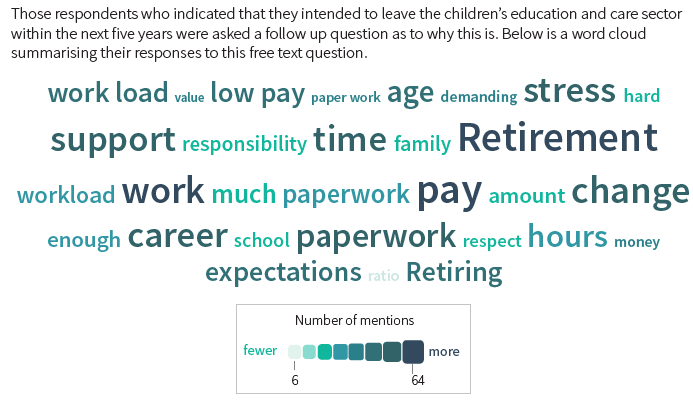 Those respondents who indicated that they intended to leave the children’s education and care sector
within the next five years were asked a follow up question as to why this is. Below is a word cloud
summarising their responses to this free text question.
work load value low pay paper work age demanding stress hard
support responsibility time family Retirement
workload work much paperwork pay amount change
enough career school paperwork respect hours money
expectations ratio Retiring
Number of mentions
fewer more
6 64